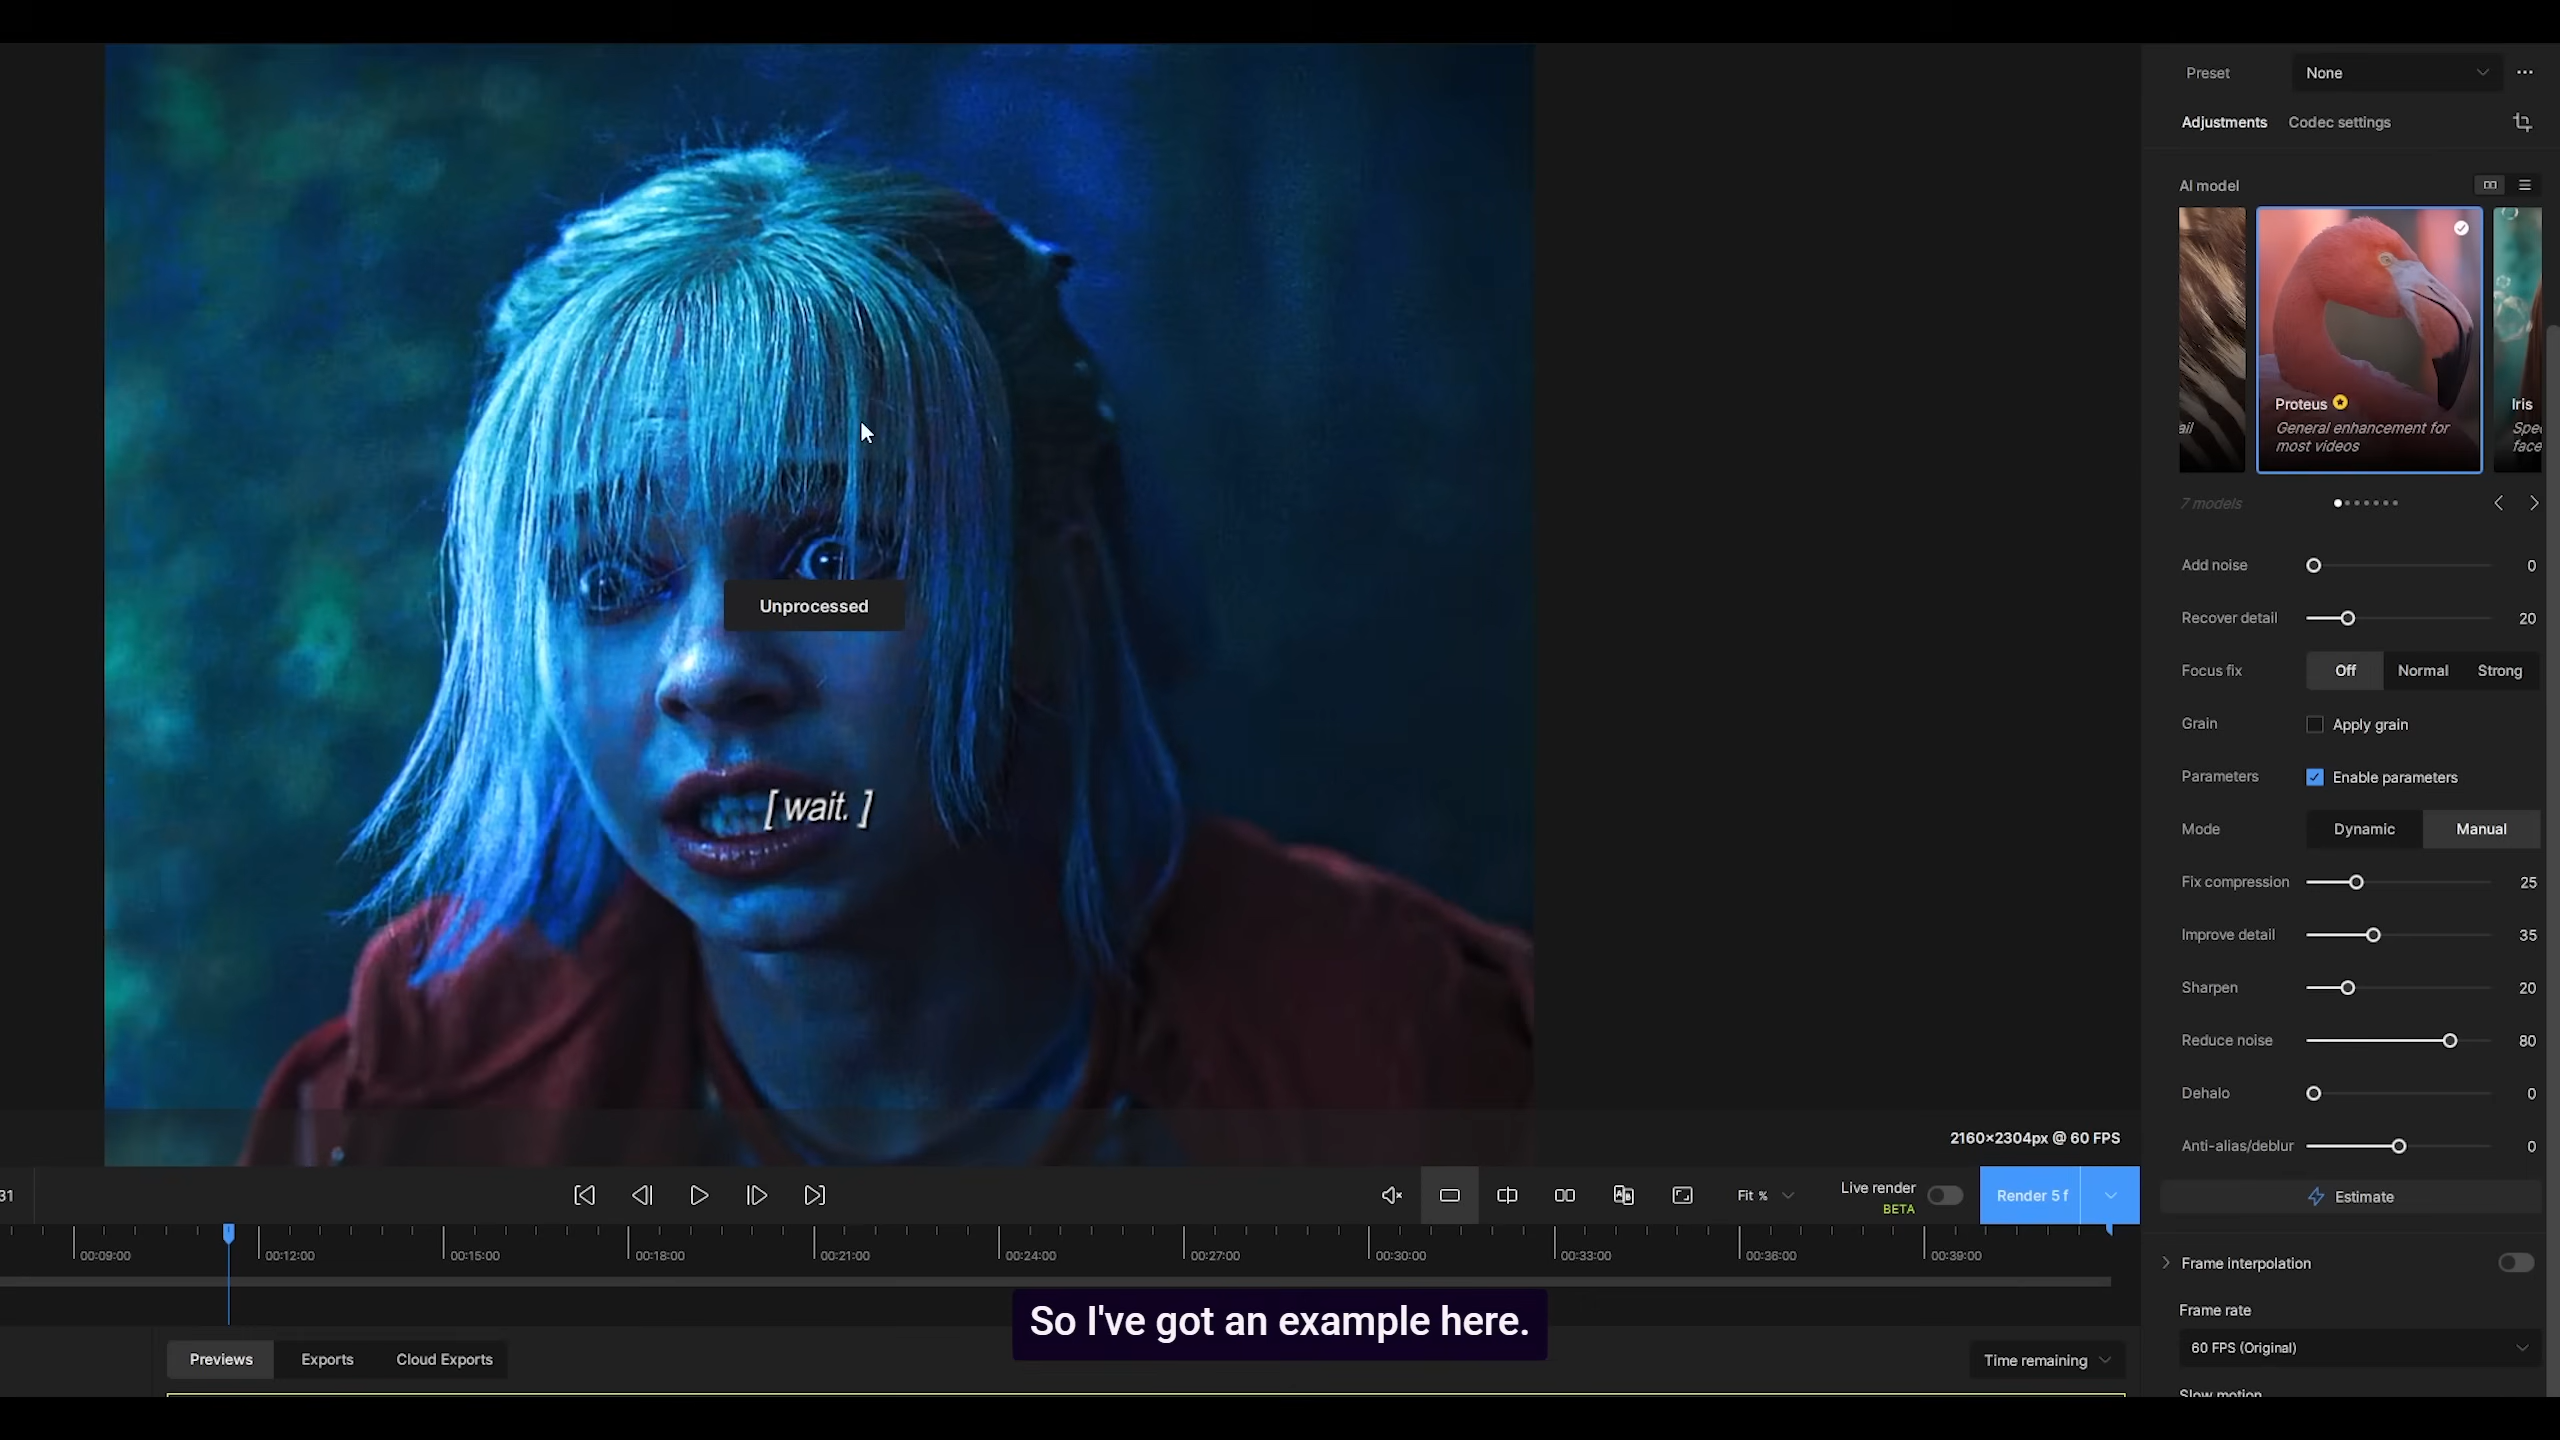 Preset
None
Adjustments
Codec settings
AI model
ail
Proteus
General enhancement for
most videos
Iris
Spe
face
7 models
Add noise
0
Recover detail
20
Focus fix
Off
Normal
Strong
Grain
Apply grain
Parameters
Enable parameters
Mode
Dynamic
Manual
Fix compression
25
Improve detail
35
Sharpen
20
Reduce noise
80
Dehalo
0
Anti-alias/deblur
0
Estimate
Frame interpolation
Frame rate
60 FPS (Original)
Slow motion
Unprocessed
[ wait. ]
2160×2304px @ 60 FPS
31
Fit %
Live render
BETA
Render 5 f
00:09:00
00:12:00
00:15:00
00:18:00
00:21:00
00:24:00
00:27:00
00:30:00
00:33:00
00:36:00
00:39:00
So I've got an example here.
Previews
Exports
Cloud Exports
Time remaining